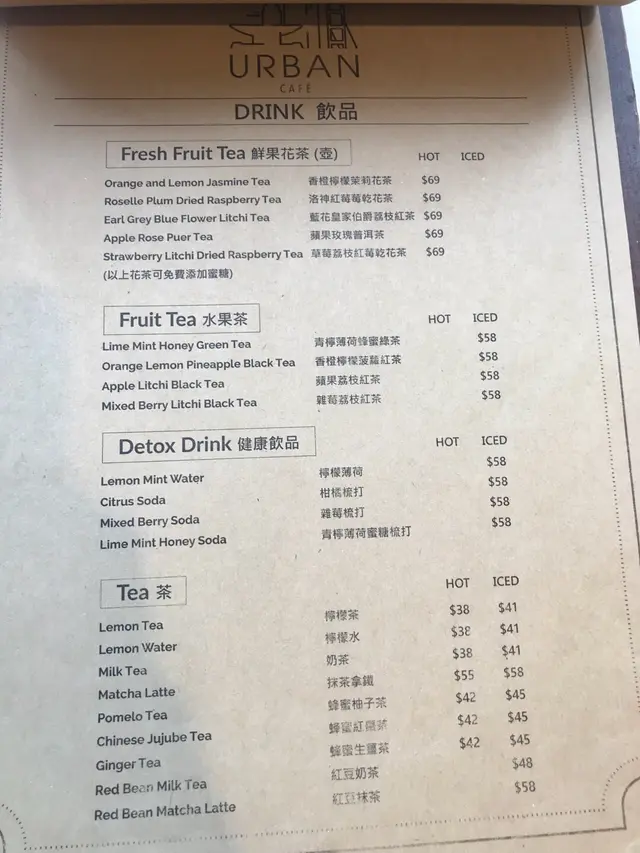 URBAN
CAFÉ
DRINK 飲品
Fresh Fruit Tea 鮮果花茶 (壺) HOT ICED
Orange and Lemon Jasmine Tea 香橙檸檬茉莉花茶 $69
Roselle Plum Dried Raspberry Tea 洛神紅莓莓乾花茶 $69
Earl Grey Blue Flower Litchi Tea 藍花皇家伯爵荔枝紅茶 $69
Apple Rose Puer Tea 蘋果玫瑰普洱茶 $69
Strawberry Litchi Dried Raspberry Tea 草莓荔枝紅莓乾花茶 $69
(以上花茶可免費添加蜜糖)
Fruit Tea 水果茶 HOT ICED
Lime Mint Honey Green Tea 青檸薄荷蜂蜜綠茶 $58
Orange Lemon Pineapple Black Tea 香橙檸檬菠蘿紅茶 $58
Apple Litchi Black Tea 蘋果荔枝紅茶 $58
Mixed Berry Litchi Black Tea 雜莓荔枝紅茶 $58
Detox Drink 健康飲品 HOT ICED
Lemon Mint Water 檸檬薄荷 $58
Citrus Soda 柑橘梳打 $58
Mixed Berry Soda 雜莓梳打 $58
Lime Mint Honey Soda 青檸薄荷蜜糖梳打 $58
Tea 茶 HOT ICED
Lemon Tea 檸檬茶 $38 $41
Lemon Water 檸檬水 $38 $41
Milk Tea 奶茶 $38 $41
Matcha Latte 抹茶拿鐵 $55 $58
Pomelo Tea 蜂蜜柚子茶 $42 $45
Chinese Jujube Tea 蜂蜜紅棗茶 $42 $45
Ginger Tea 蜂蜜生薑茶 $42 $45
Red Bean Milk Tea 紅豆奶茶 $48
Red Bean Matcha Latte 紅豆抹茶 $58